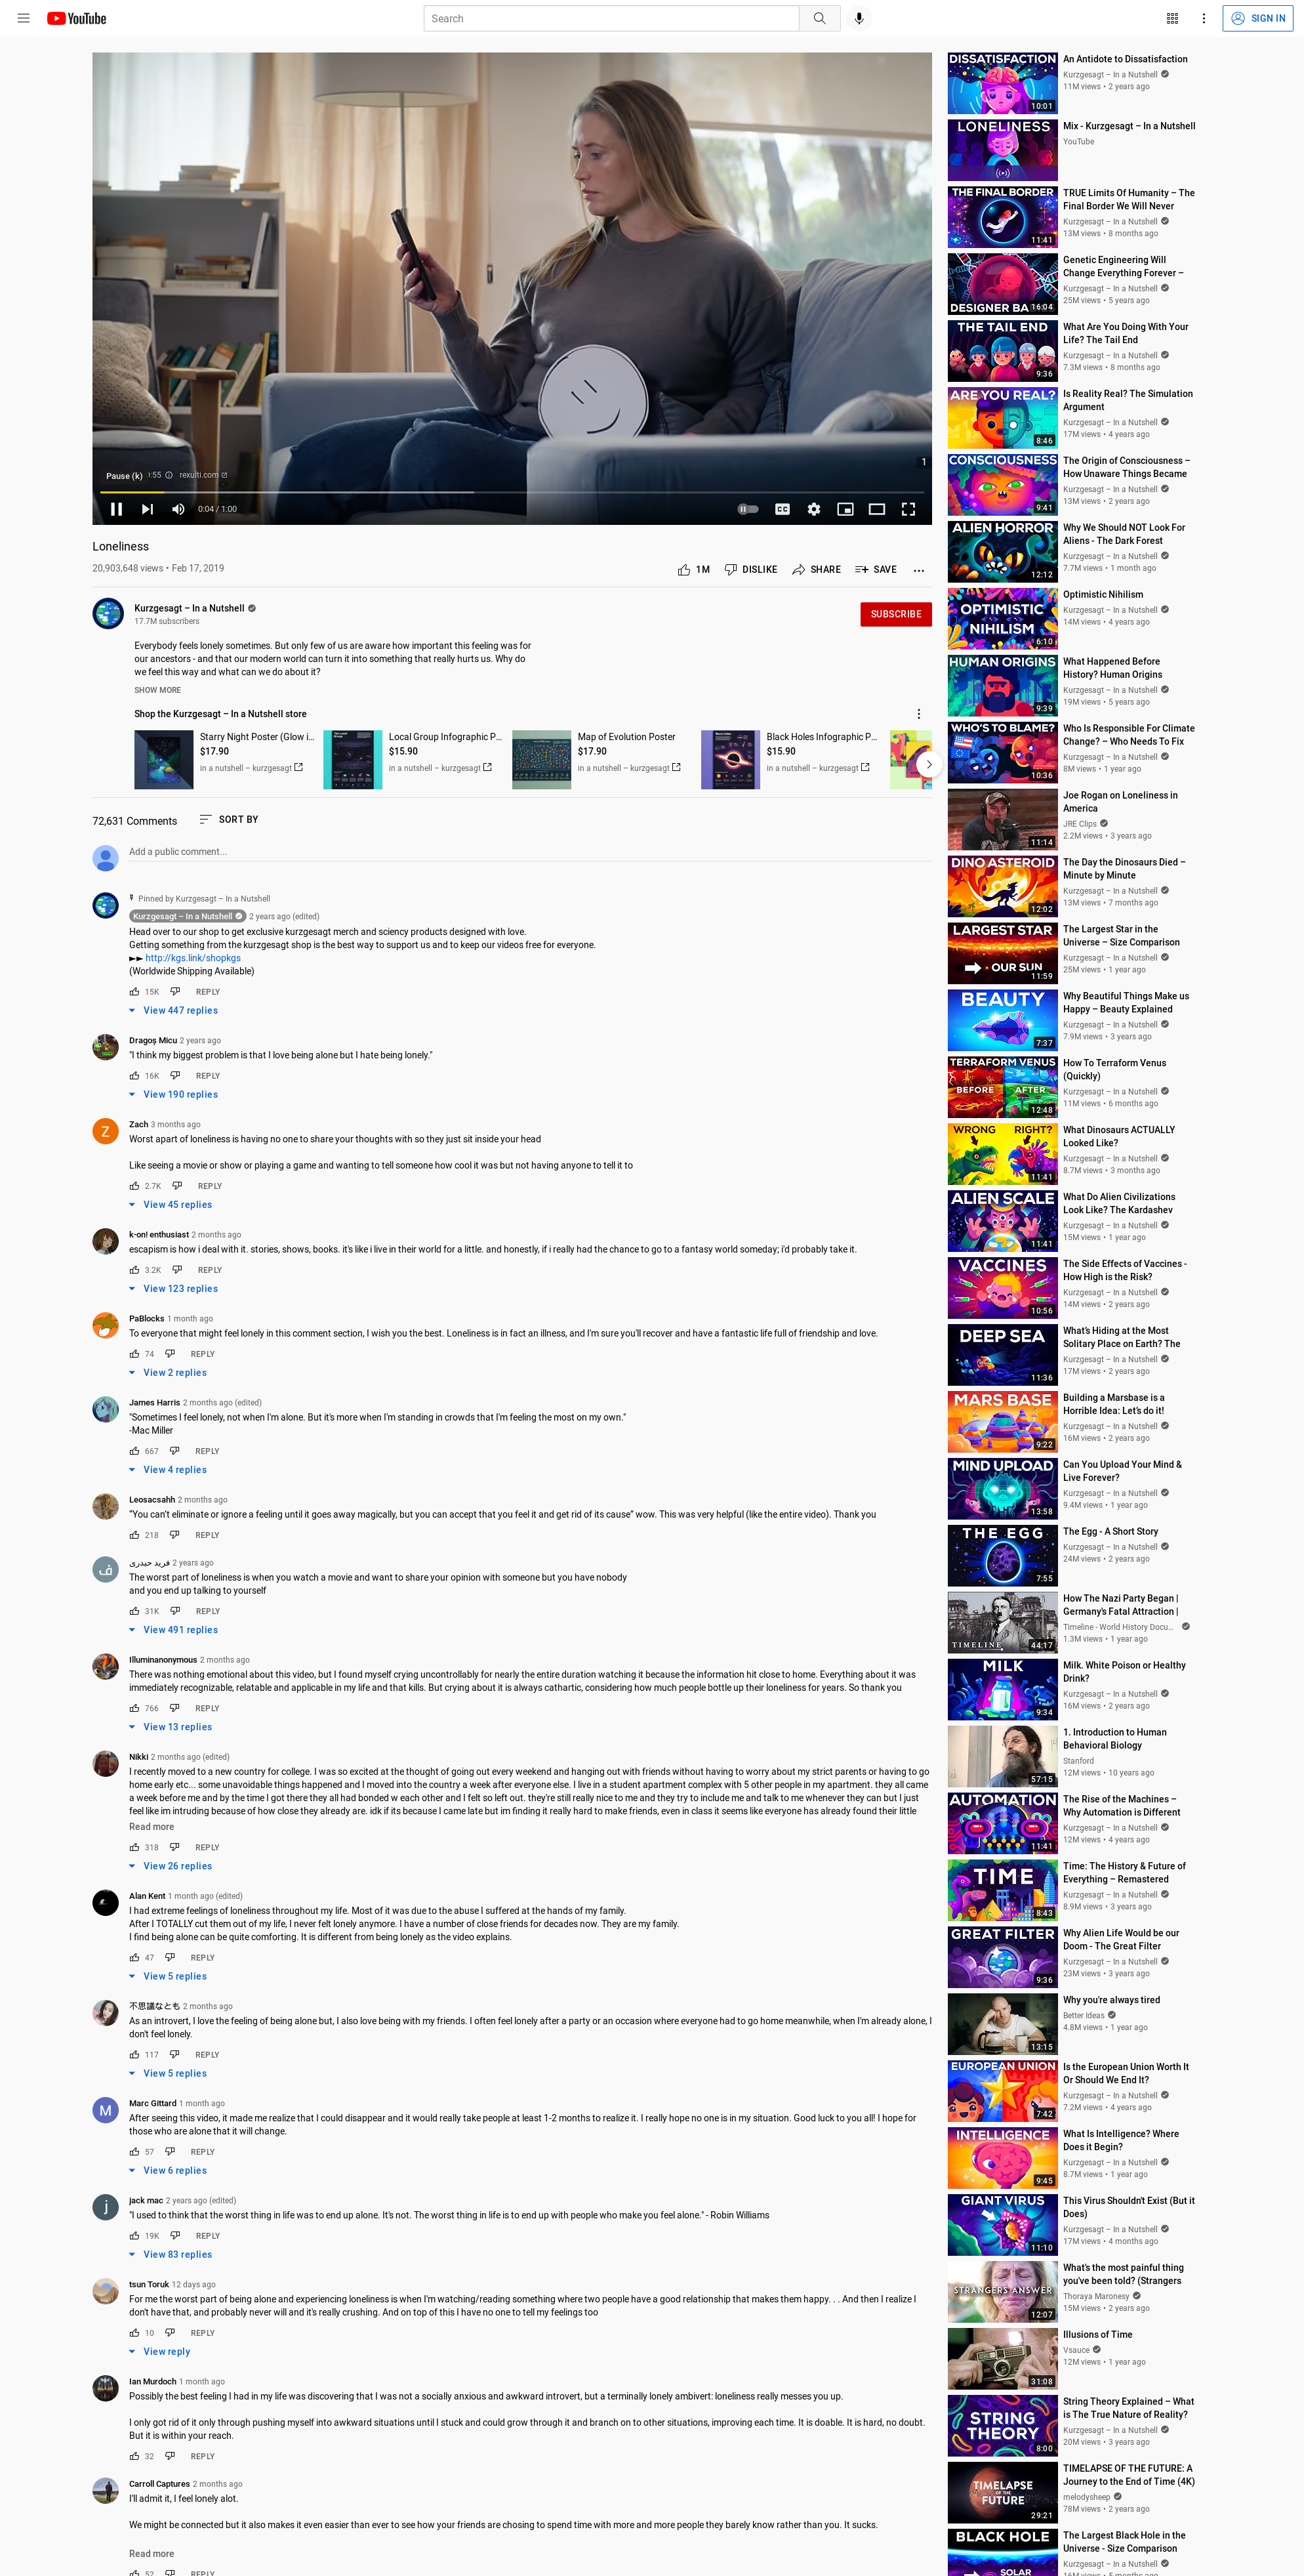 YouTube
Search
SIGN IN
Pause (k)
:55
rexulti.com
1
0:04 / 1:00
CC
Loneliness
20,903,648 views • Feb 17, 2019
1M
DISLIKE
SHARE
SAVE
Kurzgesagt – In a Nutshell
17.7M subscribers
SUBSCRIBE
Everybody feels lonely sometimes. But only few of us are aware how important this feeling was for
our ancestors - and that our modern world can turn it into something that really hurts us. Why do
we feel this way and what can we do about it?
SHOW MORE
Shop the Kurzgesagt – In a Nutshell store
Starry Night Poster (Glow i...
$17.90
in a nutshell – kurzgesagt
Local Group Infographic P...
$15.90
in a nutshell – kurzgesagt
Map of Evolution Poster
$17.90
in a nutshell – kurzgesagt
Black Holes Infographic P...
$15.90
in a nutshell – kurzgesagt
72,631 Comments
SORT BY
Add a public comment...
Pinned by Kurzgesagt – In a Nutshell
Kurzgesagt – In a Nutshell 2 years ago (edited)
Head over to our shop to get exclusive kurzgesagt merch and sciency products designed with love.
Getting something from the kurzgesagt shop is the best way to support us and to keep our videos free for everyone.
►► http://kgs.link/shopkgs
(Worldwide Shipping Available)
15K REPLY
View 447 replies
Dragoș Micu 2 years ago
"I think my biggest problem is that I love being alone but I hate being lonely."
16K REPLY
View 190 replies
Z
Zach 3 months ago
Worst apart of loneliness is having no one to share your thoughts with so they just sit inside your head
Like seeing a movie or show or playing a game and wanting to tell someone how cool it was but not having anyone to tell it to
2.7K REPLY
View 45 replies
k-on! enthusiast 2 months ago
escapism is how i deal with it. stories, shows, books. it's like i live in their world for a little. and honestly, if i really had the chance to go to a fantasy world someday; i'd probably take it.
3.2K REPLY
View 123 replies
PaBlocks 1 month ago
To everyone that might feel lonely in this comment section, I wish you the best. Loneliness is in fact an illness, and I'm sure you'll recover and have a fantastic life full of friendship and love.
74 REPLY
View 2 replies
James Harris 2 months ago (edited)
"Sometimes I feel lonely, not when I'm alone. But it's more when I'm standing in crowds that I'm feeling the most on my own."
-Mac Miller
667 REPLY
View 4 replies
Leosacsahh 2 months ago
“You can’t eliminate or ignore a feeling until it goes away magically, but you can accept that you feel it and get rid of its cause” wow. This was very helpful (like the entire video). Thank you
218 REPLY
ف
فرید حیدری 2 years ago
The worst part of loneliness is when you watch a movie and want to share your opinion with someone but you have nobody
and you end up talking to yourself
31K REPLY
View 491 replies
Illuminanonymous 2 months ago
There was nothing emotional about this video, but I found myself crying uncontrollably for nearly the entire duration watching it because the information hit close to home. Everything about it was
immediately recognizable, relatable and applicable in my life and that kills. But crying about it is always cathartic, considering how much people bottle up their loneliness for years. So thank you
766 REPLY
View 13 replies
Nikki 2 months ago (edited)
I recently moved to a new country for college. I was so excited at the thought of going out every weekend and hanging out with friends without having to worry about my strict parents or having to go
home early etc... some unavoidable things happened and I moved into the country a week after everyone else. I live in a student apartment complex with 5 other people in my apartment. they all came
a week before me and by the time I got there they all had bonded w each other and I felt so left out. they're still really nice to me and they try to include me and talk to me whenever they can but I just
feel like im intruding because of how close they already are. idk if its because I came late but im finding it really hard to make friends, even in class it seems like everyone has already found their little
Read more
318 REPLY
View 26 replies
Alan Kent 1 month ago (edited)
I had extreme feelings of loneliness throughout my life. Most of it was due to the abuse I suffered at the hands of my family.
After I TOTALLY cut them out of my life, I never felt lonely anymore. I have a number of close friends for decades now. They are my family.
I find being alone can be quite comforting. It is different from being lonely as the video explains.
47 REPLY
View 5 replies
不思議なとも 2 months ago
As an introvert, I love the feeling of being alone but, I also love being with my friends. I often feel lonely after a party or an occasion where everyone had to go home meanwhile, when I'm already alone, I
don't feel lonely.
117 REPLY
View 5 replies
M
Marc Gittard 1 month ago
After seeing this video, it made me realize that I could disappear and it would really take people at least 1-2 months to realize it. I really hope no one is in my situation. Good luck to you all! I hope for
those who are alone that it will change.
57 REPLY
View 6 replies
j
jack mac 2 years ago (edited)
"I used to think that the worst thing in life was to end up alone. It's not. The worst thing in life is to end up with people who make you feel alone." - Robin Williams
19K REPLY
View 83 replies
tsun Toruk 12 days ago
For me the worst part of being alone and experiencing loneliness is when I'm watching/reading something where two people have a good relationship that makes them happy. . . And then I realize I
don't have that, and probably never will and it's really crushing. And on top of this I have no one to tell my feelings too
10 REPLY
View reply
Ian Murdoch 1 month ago
Possibly the best feeling I had in my life was discovering that I was not a socially anxious and awkward introvert, but a terminally lonely ambivert: loneliness really messes you up.
I only got rid of it only through pushing myself into awkward situations until I stuck and could grow through it and branch on to other situations, improving each time. It is doable. It is hard, no doubt.
But it is within your reach.
32 REPLY
Carroll Captures 2 months ago
I'll admit it, I feel lonely alot.
We might be connected but it also makes it even easier than ever to see how your friends are chosing to spend time with more and more people they barely know rather than you. It sucks.
Read more
52 REPLY
DISSATISFACTION
10:01
An Antidote to Dissatisfaction
Kurzgesagt – In a Nutshell
11M views • 2 years ago
LONELINESS
Mix - Kurzgesagt – In a Nutshell
YouTube
THE FINAL BORDER
11:41
TRUE Limits Of Humanity – The
Final Border We Will Never
Kurzgesagt – In a Nutshell
13M views • 8 months ago
DESIGNER BA
16:04
Genetic Engineering Will
Change Everything Forever –
Kurzgesagt – In a Nutshell
25M views • 5 years ago
THE TAIL END
9:36
What Are You Doing With Your
Life? The Tail End
Kurzgesagt – In a Nutshell
7.3M views • 8 months ago
ARE YOU REAL?
8:46
Is Reality Real? The Simulation
Argument
Kurzgesagt – In a Nutshell
17M views • 4 years ago
CONSCIOUSNESS
9:41
The Origin of Consciousness –
How Unaware Things Became
Kurzgesagt – In a Nutshell
13M views • 2 years ago
ALIEN HORROR
12:12
Why We Should NOT Look For
Aliens - The Dark Forest
Kurzgesagt – In a Nutshell
7.7M views • 1 month ago
OPTIMISTIC
NIHILISM
6:10
Optimistic Nihilism
Kurzgesagt – In a Nutshell
14M views • 4 years ago
HUMAN ORIGINS
9:39
What Happened Before
History? Human Origins
Kurzgesagt – In a Nutshell
19M views • 5 years ago
WHO'S TO BLAME?
10:36
Who Is Responsible For Climate
Change? – Who Needs To Fix
Kurzgesagt – In a Nutshell
8M views • 1 year ago
11:14
Joe Rogan on Loneliness in
America
JRE Clips
2.2M views • 3 years ago
DINO ASTEROID
12:02
The Day the Dinosaurs Died –
Minute by Minute
Kurzgesagt – In a Nutshell
13M views • 7 months ago
LARGEST STAR
OUR SUN
11:59
The Largest Star in the
Universe – Size Comparison
Kurzgesagt – In a Nutshell
25M views • 1 year ago
BEAUTY
7:37
Why Beautiful Things Make us
Happy – Beauty Explained
Kurzgesagt – In a Nutshell
7.9M views • 3 years ago
TERRAFORM VENUS
BEFORE AFTER
12:48
How To Terraform Venus
(Quickly)
Kurzgesagt – In a Nutshell
11M views • 6 months ago
WRONG RIGHT?
11:41
What Dinosaurs ACTUALLY
Looked Like?
Kurzgesagt – In a Nutshell
8.7M views • 3 months ago
ALIEN SCALE
11:41
What Do Alien Civilizations
Look Like? The Kardashev
Kurzgesagt – In a Nutshell
15M views • 1 year ago
VACCINES
10:56
The Side Effects of Vaccines -
How High is the Risk?
Kurzgesagt – In a Nutshell
14M views • 2 years ago
DEEP SEA
11:36
What’s Hiding at the Most
Solitary Place on Earth? The
Kurzgesagt – In a Nutshell
17M views • 2 years ago
MARS BASE
9:22
Building a Marsbase is a
Horrible Idea: Let’s do it!
Kurzgesagt – In a Nutshell
16M views • 2 years ago
MIND UPLOAD
13:58
Can You Upload Your Mind &
Live Forever?
Kurzgesagt – In a Nutshell
9.4M views • 1 year ago
THE EGG
7:55
The Egg - A Short Story
Kurzgesagt – In a Nutshell
24M views • 2 years ago
TIMELINE
44:17
How The Nazi Party Began |
Germany's Fatal Attraction |
Timeline - World History Docu...
1.3M views • 1 year ago
MILK
9:34
Milk. White Poison or Healthy
Drink?
Kurzgesagt – In a Nutshell
16M views • 2 years ago
57:15
1. Introduction to Human
Behavioral Biology
Stanford
12M views • 10 years ago
AUTOMATION
11:41
The Rise of the Machines –
Why Automation is Different
Kurzgesagt – In a Nutshell
12M views • 4 years ago
TIME
8:43
Time: The History & Future of
Everything – Remastered
Kurzgesagt – In a Nutshell
8.9M views • 3 years ago
GREAT FILTER
9:36
Why Alien Life Would be our
Doom - The Great Filter
Kurzgesagt – In a Nutshell
23M views • 3 years ago
13:15
Why you're always tired
Better Ideas
4.8M views • 1 year ago
EUROPEAN UNION
7:42
Is the European Union Worth It
Or Should We End It?
Kurzgesagt – In a Nutshell
7.2M views • 4 years ago
INTELLIGENCE
9:45
What Is Intelligence? Where
Does it Begin?
Kurzgesagt – In a Nutshell
8.7M views • 1 year ago
GIANT VIRUS
11:10
This Virus Shouldn't Exist (But it
Does)
Kurzgesagt – In a Nutshell
17M views • 4 months ago
STRANGERS ANSWER
12:07
What's the most painful thing
you've been told? (Strangers
Thoraya Maronesy
15M views • 2 years ago
31:08
Illusions of Time
Vsauce
12M views • 1 year ago
STRING
THEORY
8:00
String Theory Explained – What
is The True Nature of Reality?
Kurzgesagt – In a Nutshell
20M views • 3 years ago
TIMELAPSE
OF THE
FUTURE
29:21
TIMELAPSE OF THE FUTURE: A
Journey to the End of Time (4K)
melodysheep
78M views • 2 years ago
BLACK HOLE
SOLAR
The Largest Black Hole in the
Universe - Size Comparison
Kurzgesagt – In a Nutshell